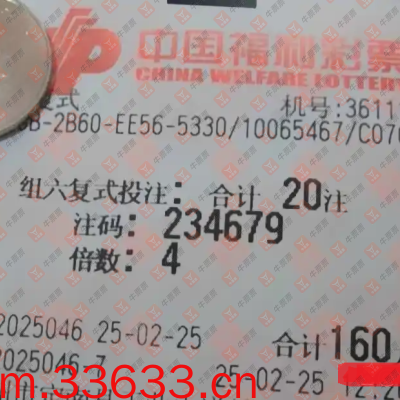 中国福利彩票
CHINA WELFARE LOTTERY
复式
机号:3611
B-2B60-EE56-5330/10065467/C07
组六复式投注: 合计 20注
注码: 234679
倍数: 4
2025046 25-02-25 合计160
2025046-7 25-02-25
m.33633.cn